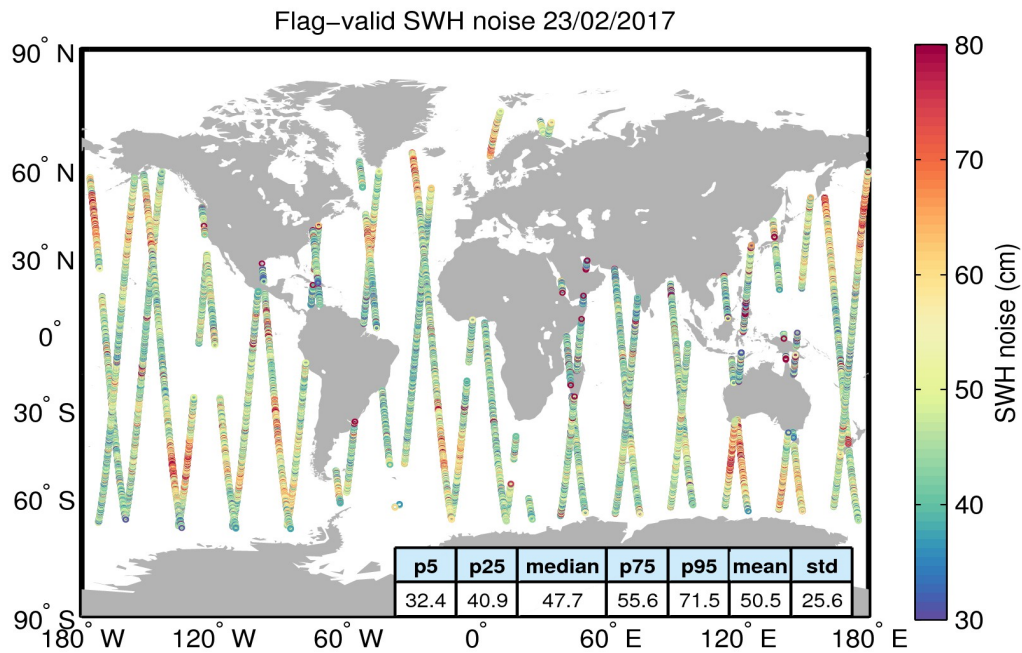 Flag−valid SWH noise 23/02/2017
90° N
60° N
30° N
0°
30° S
60° S
90° S
180° W
120° W
60° W
0°
60° E
120° E
180° E
80
70
60
50
40
30
SWH noise (cm)
p5 p25 median p75 p95 mean std
32.4 40.9 47.7 55.6 71.5 50.5 25.6